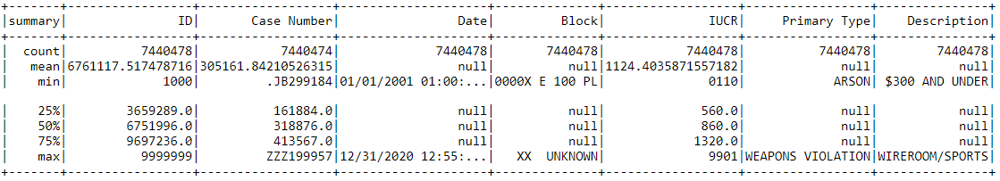 +-------+-----------------+------------------+--------------------+---------------+------------------+-----------------+---------------+
|summary|               ID|       Case Number|                Date|          Block|              IUCR|     Primary Type|    Description|
+-------+-----------------+------------------+--------------------+---------------+------------------+-----------------+---------------+
|  count|          7440478|           7440474|             7440478|        7440478|           7440478|          7440478|        7440478|
|   mean|6761117.517478716|305161.84210526315|                null|           null|1124.4035871557182|             null|           null|
|    min|             1000|         .JB299184|01/01/2001 01:00:...|0000X E 100 PL|              0110|            ARSON| $300 AND UNDER|
|    25%|        3659289.0|          161884.0|                null|           null|             560.0|             null|           null|
|    50%|        6751996.0|          318876.0|                null|           null|             860.0|             null|           null|
|    75%|        9697236.0|          413567.0|                null|           null|            1320.0|             null|           null|
|    max|          9999999|         ZZZ199957|12/31/2020 12:55:...|   XX  UNKNOWN|              9901|WEAPONS VIOLATION|WIREROOM/SPORTS|
+-------+-----------------+------------------+--------------------+---------------+------------------+-----------------+---------------+